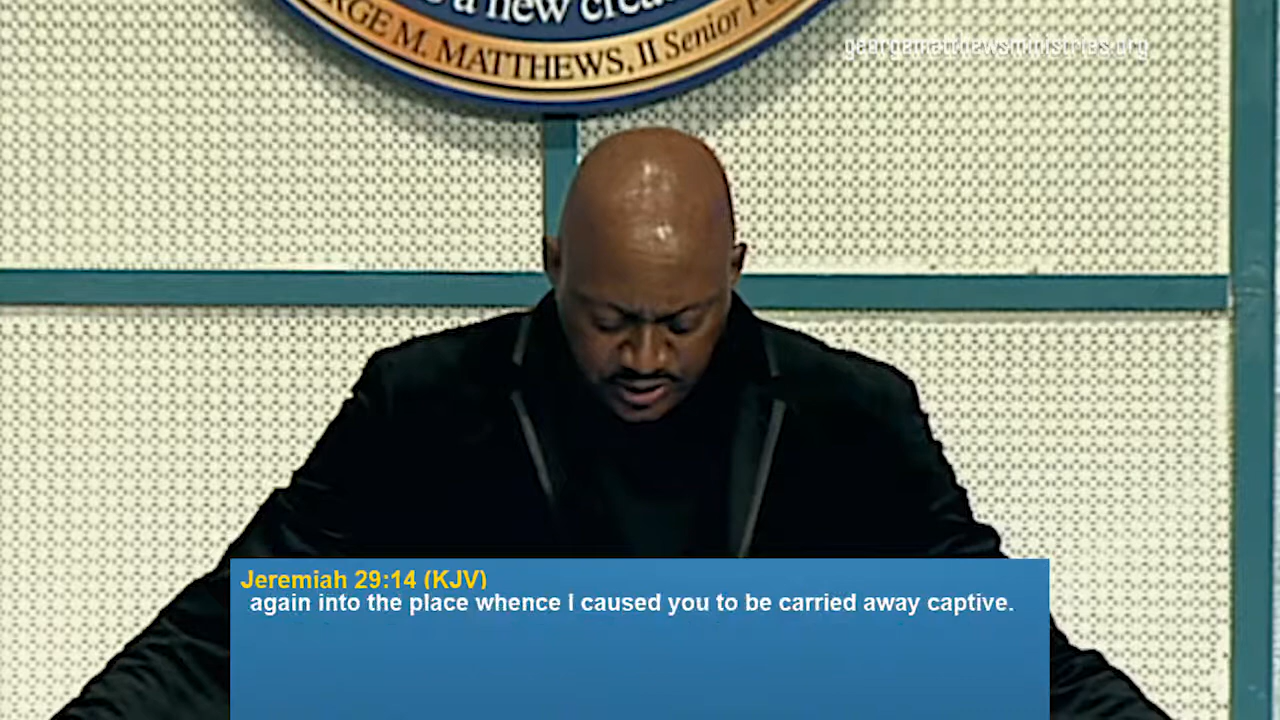 a new crea
RGE M. MATTHEWS, II Senior
georgematthewsministries.org
Jeremiah 29:14 (KJV)
again into the place whence I caused you to be carried away captive.